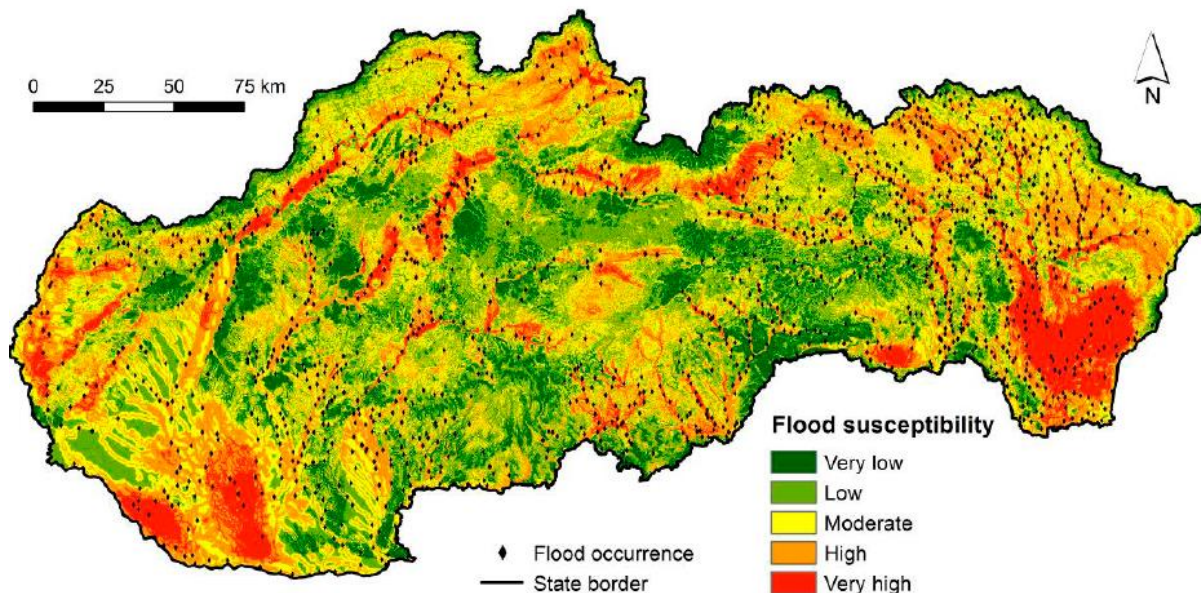 0 25 50 75 km
N
Flood susceptibility
Very low
Low
Moderate
High
Very high
Flood occurrence
State border